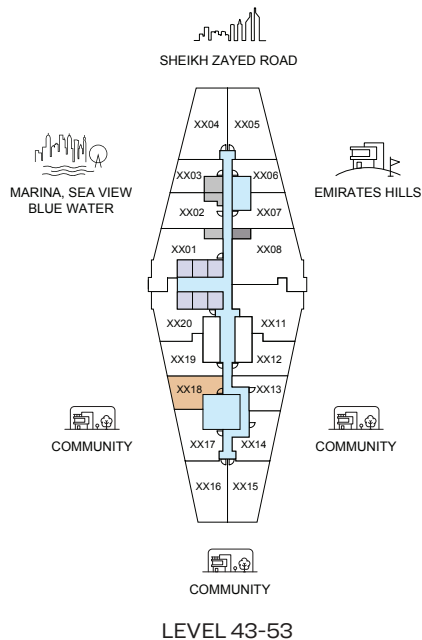 SHEIKH ZAYED ROAD
XX04
XX05
XX03
XX06
MARINA, SEA VIEW
BLUE WATER
EMIRATES HILLS
XX02
XX07
XX01
XX08
XX20
XX11
XX19
XX12
XX18
XX13
COMMUNITY
COMMUNITY
XX17
XX14
XX16
XX15
COMMUNITY
LEVEL 43-53